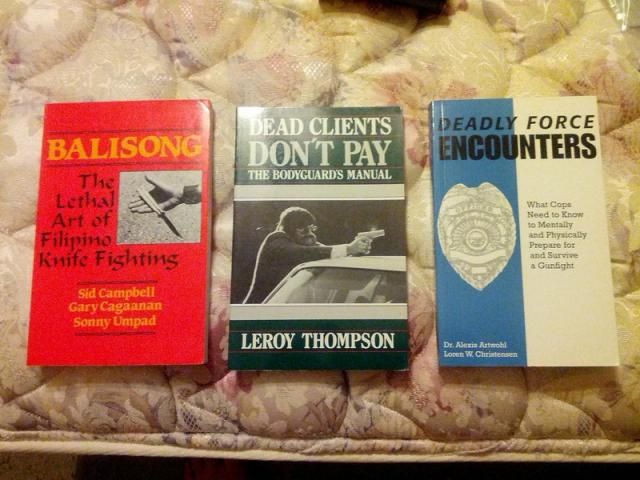 BALISONG
The
Lethal
Art of
Filipino
Knife Fighting
Sid Campbell
Gary Cagaanan
Sonny Umpad
DEAD CLIENTS
DON'T PAY
THE BODYGUARD'S MANUAL
LEROY THOMPSON
DEADLY FORCE
ENCOUNTERS
OFFICER
What Cops
Need to Know
to Mentally
and Physically
Prepare for
and Survive
a Gunfight
Dr. Alexis Artwohl
Loren W. Christensen